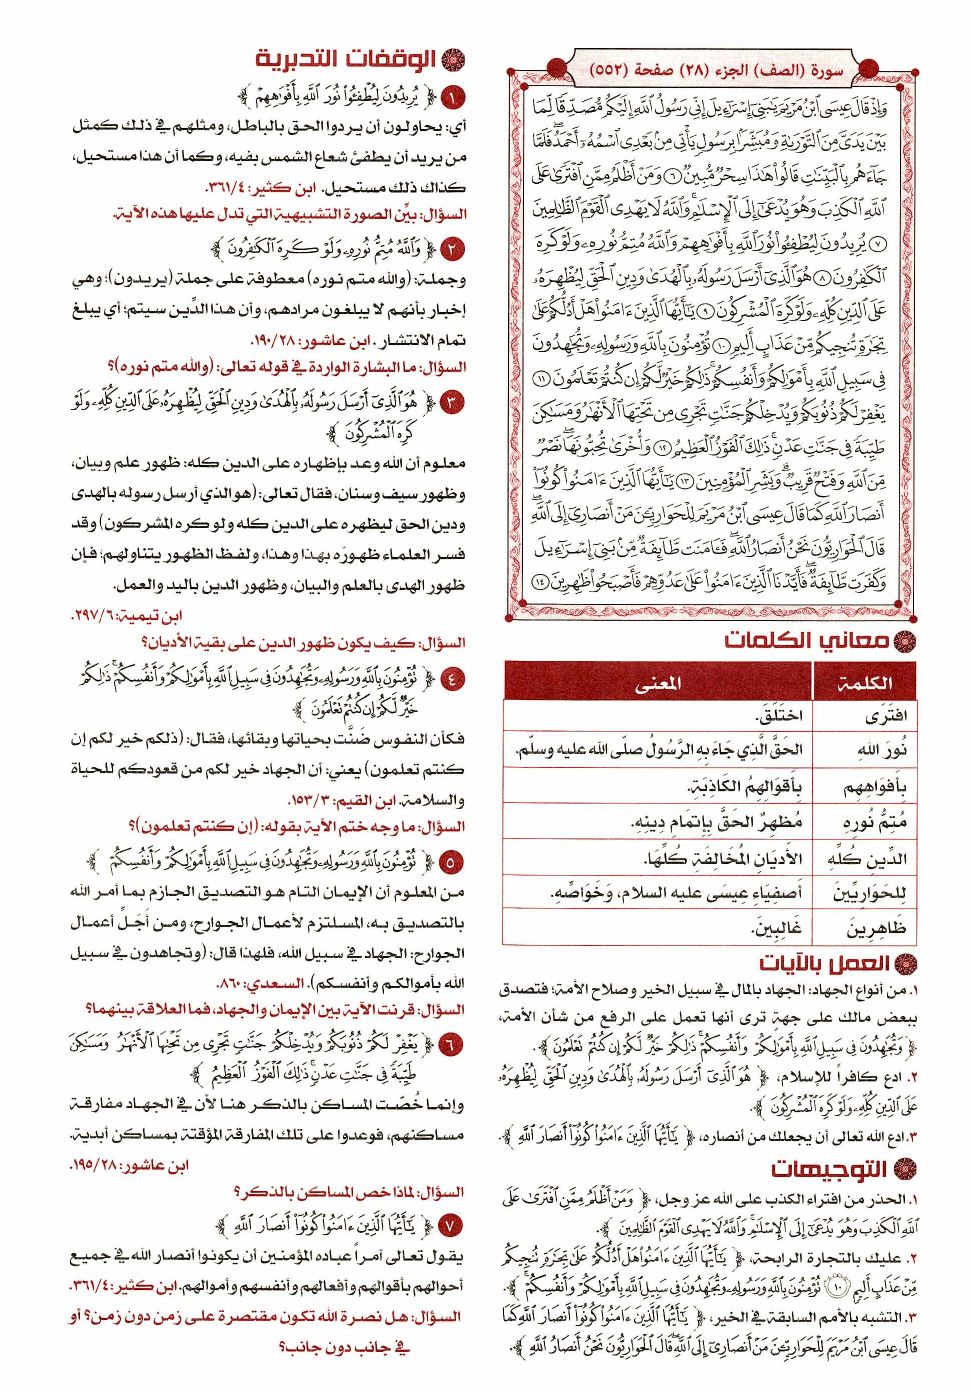 سورة (الصف) الجزء (٢٨) صفحة (٥٥٢)
وَإِذْ قَالَ عِيسَى ابْنُ مَرْيَمَ يَٰبَنِىٓ إِسْرَٰٓءِيلَ إِنِّى رَسُولُ ٱللَّهِ إِلَيْكُم مُّصَدِّقًا لِّمَا
بَيْنَ يَدَىَّ مِنَ ٱلتَّوْرَىٰةِ وَمُبَشِّرًۢا بِرَسُولٍ يَأْتِى مِنۢ بَعْدِى ٱسْمُهُۥٓ أَحْمَدُ ۖ فَلَمَّا
جَآءَهُم بِٱلْبَيِّنَٰتِ قَالُوا۟ هَٰذَا سِحْرٌ مُّبِينٌ ٦ وَمَنْ أَظْلَمُ مِمَّنِ ٱفْتَرَىٰ عَلَى
ٱللَّهِ ٱلْكَذِبَ وَهُوَ يُدْعَىٰٓ إِلَى ٱلْإِسْلَٰمِ ۚ وَٱللَّهُ لَا يَهْدِى ٱلْقَوْمَ ٱلظَّٰلِمِينَ
٧ يُرِيدُونَ لِيُطْفِـُٔوا۟ نُورَ ٱللَّهِ بِأَفْوَٰهِهِمْ وَٱللَّهُ مُتِمُّ نُورِهِۦ وَلَوْ كَرِهَ
ٱلْكَٰفِرُونَ ٨ هُوَ ٱلَّذِىٓ أَرْسَلَ رَسُولَهُۥ بِٱلْهُدَىٰ وَدِينِ ٱلْحَقِّ لِيُظْهِرَهُۥ
عَلَى ٱلدِّينِ كُلِّهِۦ وَلَوْ كَرِهَ ٱلْمُشْرِكُونَ ٩ يَٰٓأَيُّهَا ٱلَّذِينَ ءَامَنُوا۟ هَلْ أَدُلُّكُمْ عَلَىٰ
تِجَٰرَةٍ تُنجِيكُم مِّنْ عَذَابٍ أَلِيمٍ ١٠ تُؤْمِنُونَ بِٱللَّهِ وَرَسُولِهِۦ وَتُجَٰهِدُونَ
فِى سَبِيلِ ٱللَّهِ بِأَمْوَٰلِكُمْ وَأَنفُسِكُمْ ۚ ذَٰلِكُمْ خَيْرٌ لَّكُمْ إِن كُنتُمْ تَعْلَمُونَ ١١
يَغْفِرْ لَكُمْ ذُنُوبَكُمْ وَيُدْخِلْكُمْ جَنَّٰتٍ تَجْرِى مِن تَحْتِهَا ٱلْأَنْهَٰرُ وَمَسَٰكِنَ
طَيِّبَةً فِى جَنَّٰتِ عَدْنٍ ۚ ذَٰلِكَ ٱلْفَوْزُ ٱلْعَظِيمُ ١٢ وَأُخْرَىٰ تُحِبُّونَهَا ۖ نَصْرٌ
مِّنَ ٱللَّهِ وَفَتْحٌ قَرِيبٌ ۗ وَبَشِّرِ ٱلْمُؤْمِنِينَ ١٣ يَٰٓأَيُّهَا ٱلَّذِينَ ءَامَنُوا۟ كُونُوٓا۟
أَنصَارَ ٱللَّهِ كَمَا قَالَ عِيسَى ٱبْنُ مَرْيَمَ لِلْحَوَارِيِّـۧنَ مَنْ أَنصَارِىٓ إِلَى ٱللَّهِ ۖ
قَالَ ٱلْحَوَارِيُّونَ نَحْنُ أَنصَارُ ٱللَّهِ ۖ فَـَٔامَنَت طَّآئِفَةٌ مِّنۢ بَنِىٓ إِسْرَٰٓءِيلَ
وَكَفَرَت طَّآئِفَةٌ ۖ فَأَيَّدْنَا ٱلَّذِينَ ءَامَنُوا۟ عَلَىٰ عَدُوِّهِمْ فَأَصْبَحُوا۟ ظَٰهِرِينَ ١٤
معاني الكلمات
الكلمة المعنى
افتَرَى اختَلَقَ.
نُورَ اللهِ الحَقَّ الَّذِي جَاءَ بِهِ الرَّسُولُ صلّى الله عليه وسلّم.
بِأَفوَاهِهِم بِأَقوَالِهِمُ الكَاذِبَةِ.
مُتِمُّ نُورِهِ مُظهِرٌ الحَقَّ بِإِتمَامِ دِينِهِ.
الدِّينِ كُلِّهِ الأَديَانِ المُخَالِفَةِ كُلِّهَا.
لِلحَوَارِيِّينَ أَصفِيَاءِ عِيسَى عليه السلام، وَخَوَاصِّهِ.
ظَاهِرِينَ غَالِبِينَ.
العمل بالآيات
١. من أنواع الجهاد: الجهاد بالمال في سبيل الخير وصلاح الأمة؛ فتصدق
ببعض مالك على جهةٍ ترى أنها تعمل على الرفع من شأن الأمة،
﴿ وَتُجَٰهِدُونَ فِى سَبِيلِ ٱللَّهِ بِأَمْوَٰلِكُمْ وَأَنفُسِكُمْ ۚ ذَٰلِكُمْ خَيْرٌ لَّكُمْ إِن كُنتُمْ تَعْلَمُونَ ﴾.
٢. ادع كافراً للإسلام، ﴿ هُوَ ٱلَّذِىٓ أَرْسَلَ رَسُولَهُۥ بِٱلْهُدَىٰ وَدِينِ ٱلْحَقِّ لِيُظْهِرَهُۥ
عَلَى ٱلدِّينِ كُلِّهِۦ وَلَوْ كَرِهَ ٱلْمُشْرِكُونَ ﴾.
٣. ادع الله تعالى أن يجعلك من أنصاره، ﴿ يَٰٓأَيُّهَا ٱلَّذِينَ ءَامَنُوا۟ كُونُوٓا۟ أَنصَارَ ٱللَّهِ ﴾.
التوجيهات
١. الحذر من افتراء الكذب على الله عز وجل، ﴿ وَمَنْ أَظْلَمُ مِمَّنِ ٱفْتَرَىٰ عَلَى
ٱللَّهِ ٱلْكَذِبَ وَهُوَ يُدْعَىٰٓ إِلَى ٱلْإِسْلَٰمِ ۚ وَٱللَّهُ لَا يَهْدِى ٱلْقَوْمَ ٱلظَّٰلِمِينَ ﴾.
٢. عليك بالتجارة الرابحة، ﴿ يَٰٓأَيُّهَا ٱلَّذِينَ ءَامَنُوا۟ هَلْ أَدُلُّكُمْ عَلَىٰ تِجَٰرَةٍ تُنجِيكُم
مِّنْ عَذَابٍ أَلِيمٍ ١٠ تُؤْمِنُونَ بِٱللَّهِ وَرَسُولِهِۦ وَتُجَٰهِدُونَ فِى سَبِيلِ ٱللَّهِ بِأَمْوَٰلِكُمْ وَأَنفُسِكُمْ ۚ ﴾.
٣. التشبه بالأمم السابقة في الخير، ﴿ يَٰٓأَيُّهَا ٱلَّذِينَ ءَامَنُوا۟ كُونُوٓا۟ أَنصَارَ ٱللَّهِ كَمَا
قَالَ عِيسَى ٱبْنُ مَرْيَمَ لِلْحَوَارِيِّـۧنَ مَنْ أَنصَارِىٓ إِلَى ٱللَّهِ ۖ قَالَ ٱلْحَوَارِيُّونَ نَحْنُ أَنصَارُ ٱللَّهِ ﴾.
الوقفات التدبرية
١ ﴿ يُرِيدُونَ لِيُطْفِـُٔوا۟ نُورَ ٱللَّهِ بِأَفْوَٰهِهِمْ ﴾
أي: يحاولون أن يردوا الحق بالباطل، ومثلهم في ذلك كمثل
من يريد أن يطفئ شعاع الشمس بفيه، وكما أن هذا مستحيل،
كذاك ذلك مستحيل. ابن كثير: ٣٦١/٤.
السؤال: بيِّن الصورة التشبيهية التي تدل عليها هذه الآية.
٢ ﴿ وَٱللَّهُ مُتِمُّ نُورِهِۦ وَلَوْ كَرِهَ ٱلْكَٰفِرُونَ ﴾
وجملة: (والله متم نوره) معطوفة على جملة (يريدون)؛ وهي
إخبار بأنهم لا يبلغون مرادهم، وأن هذا الدِّين سيتم؛ أي يبلغ
تمام الانتشار. ابن عاشور: ١٩٠/٢٨.
السؤال: ما البشارة الواردة في قوله تعالى: (والله متم نوره)؟
٣ ﴿ هُوَ ٱلَّذِىٓ أَرْسَلَ رَسُولَهُۥ بِٱلْهُدَىٰ وَدِينِ ٱلْحَقِّ لِيُظْهِرَهُۥ عَلَى ٱلدِّينِ كُلِّهِۦ وَلَوْ
كَرِهَ ٱلْمُشْرِكُونَ ﴾
معلوم أن الله وعد بإظهاره على الدين كله: ظهور علم وبيان،
وظهور سيف وسنان، فقال تعالى: (هو الذي أرسل رسوله بالهدى
ودين الحق ليظهره على الدين كله ولو كره المشركون) وقد
فسر العلماء ظهورَه بهذا وهذا، ولفظ الظهور يتناولهم؛ فإن
ظهور الهدى بالعلم والبيان، وظهور الدين باليد والعمل.
ابن تيمية: ٢٩٧/٦.
السؤال: كيف يكون ظهور الدين على بقية الأديان؟
٤ ﴿ تُؤْمِنُونَ بِٱللَّهِ وَرَسُولِهِۦ وَتُجَٰهِدُونَ فِى سَبِيلِ ٱللَّهِ بِأَمْوَٰلِكُمْ وَأَنفُسِكُمْ ۚ ذَٰلِكُمْ
خَيْرٌ لَّكُمْ إِن كُنتُمْ تَعْلَمُونَ ﴾
فكأن النفوس ضَنَّت بحياتها وبقائها، فقال: (ذلكم خير لكم إن
كنتم تعلمون) يعني: أن الجهاد خير لكم من قعودكم للحياة
والسلامة. ابن القيم: ١٥٣/٣.
السؤال: ما وجه ختم الآية بقوله: (إن كنتم تعلمون)؟
٥ ﴿ تُؤْمِنُونَ بِٱللَّهِ وَرَسُولِهِۦ وَتُجَٰهِدُونَ فِى سَبِيلِ ٱللَّهِ بِأَمْوَٰلِكُمْ وَأَنفُسِكُمْ ﴾
من المعلوم أن الإيمان التام هو التصديق الجازم بما أمر الله
بالتصديق به، المستلزم لأعمال الجوارح، ومن أَجَلِّ أعمال
الجوارح: الجهاد في سبيل الله، فلهذا قال: (وتجاهدون في سبيل
الله بأموالكم وأنفسكم). السعدي: ٨٦٠.
السؤال: قرنت الآية بين الإيمان والجهاد، فما العلاقة بينهما؟
٦ ﴿ يَغْفِرْ لَكُمْ ذُنُوبَكُمْ وَيُدْخِلْكُمْ جَنَّٰتٍ تَجْرِى مِن تَحْتِهَا ٱلْأَنْهَٰرُ وَمَسَٰكِنَ
طَيِّبَةً فِى جَنَّٰتِ عَدْنٍ ۚ ذَٰلِكَ ٱلْفَوْزُ ٱلْعَظِيمُ ﴾
وإنما خُصّت المساكن بالذكر هنا لأن في الجهاد مفارقة
مساكنهم، فوعدوا على تلك المفارقة المؤقتة بمساكن أبدية.
ابن عاشور: ١٩٥/٢٨.
السؤال: لماذا خص المساكن بالذكر؟
٧ ﴿ يَٰٓأَيُّهَا ٱلَّذِينَ ءَامَنُوا۟ كُونُوٓا۟ أَنصَارَ ٱللَّهِ ﴾
يقول تعالى آمراً عباده المؤمنين أن يكونوا أنصار الله في جميع
أحوالهم بأقوالهم وأفعالهم وأنفسهم وأموالهم. ابن كثير: ٣٦١/٤.
السؤال: هل نصرة الله تكون مقتصرة على زمن دون زمن؟ أو
في جانب دون جانب؟